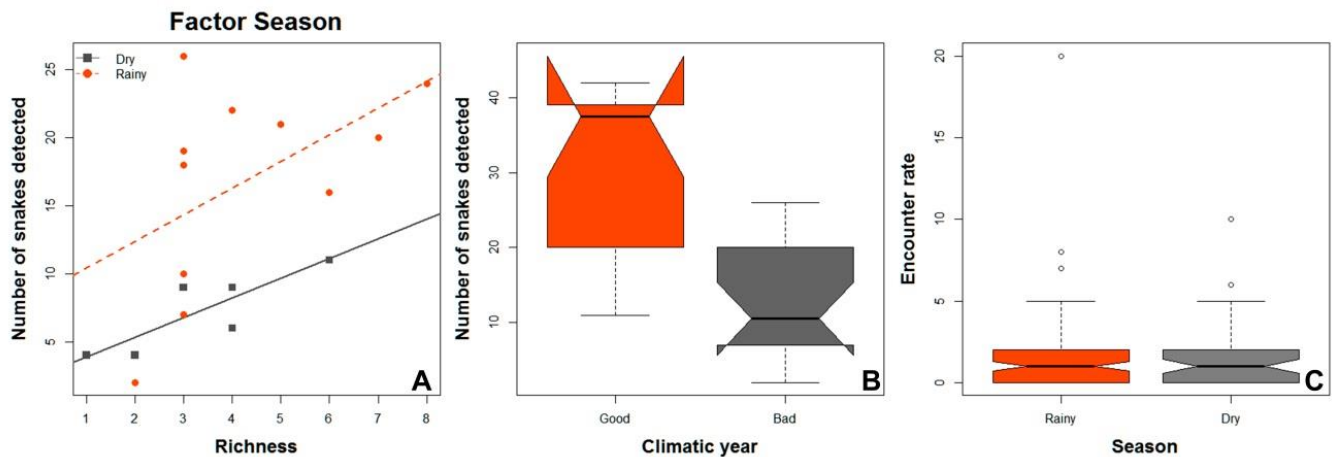 Factor Season
Dry
Rainy
Number of snakes detected
5
10
15
20
25
1 2 3 4 5 6 7 8
Richness
A
Number of snakes detected
10
20
30
40
Good Bad
Climatic year
B
Encounter rate
0
5
10
15
20
Rainy Dry
Season
C